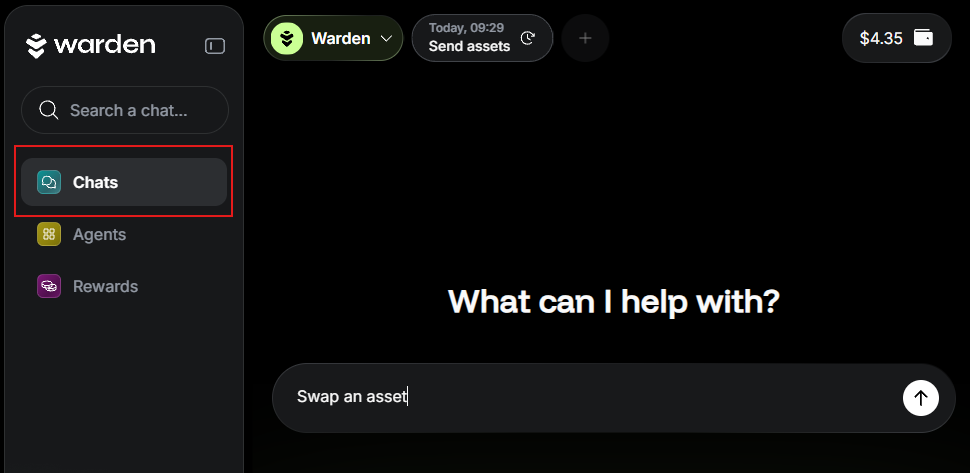 warden
Search a chat...
Chats
Agents
Rewards
Warden
Today, 09:29
Send assets
$4.35
What can I help with?
Swap an asset